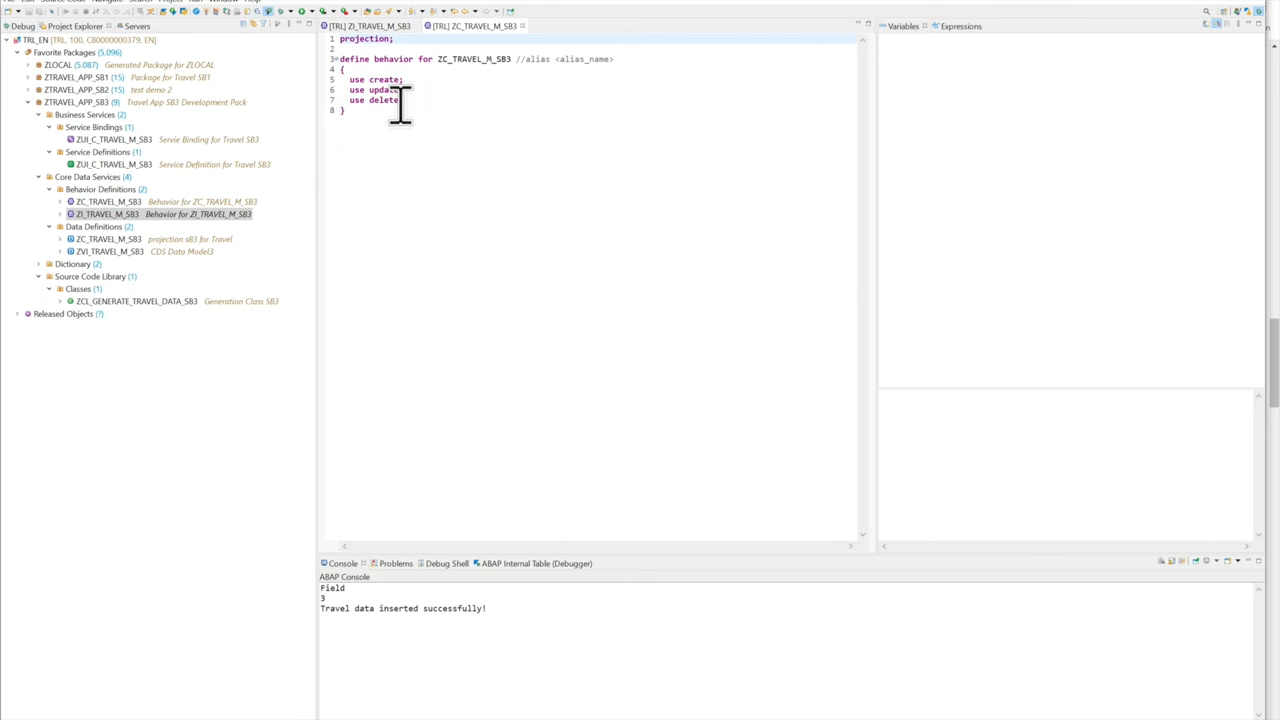 Debug Project Explorer Servers
[TRL] ZI_TRAVEL_M_SB3 [TRL] ZC_TRAVEL_M_SB3
Variables Expressions
TRL_EN [TRL, 100, CB0000000379, EN]
Favorite Packages (5.096)
ZLOCAL (5.087) Generated Package for ZLOCAL
ZTRAVEL_APP_SB1 (15) Package for Travel SB1
ZTRAVEL_APP_SB2 (15) test demo 2
ZTRAVEL_APP_SB3 (9) Travel App SB3 Development Pack
Business Services (2)
Service Bindings (1)
ZUI_C_TRAVEL_M_SB3 Servie Binding for Travel SB3
Service Definitions (1)
ZUI_C_TRAVEL_M_SB3 Service Definition for Travel SB3
Core Data Services (4)
Behavior Definitions (2)
ZC_TRAVEL_M_SB3 Behavior for ZC_TRAVEL_M_SB3
ZI_TRAVEL_M_SB3 Behavior for ZI_TRAVEL_M_SB3
Data Definitions (2)
ZC_TRAVEL_M_SB3 projection sB3 for Travel
ZVI_TRAVEL_M_SB3 CDS Data Model3
Dictionary (2)
Source Code Library (1)
Classes (1)
ZCL_GENERATE_TRAVEL_DATA_SB3 Generation Class SB3
Released Objects (?)
1 projection;
2
3 define behavior for ZC_TRAVEL_M_SB3 //alias <alias_name>
4 {
5 use create;
6 use update
7 use delete
8 }
Console Problems Debug Shell ABAP Internal Table (Debugger)
ABAP Console
Field
3
Travel data inserted successfully!